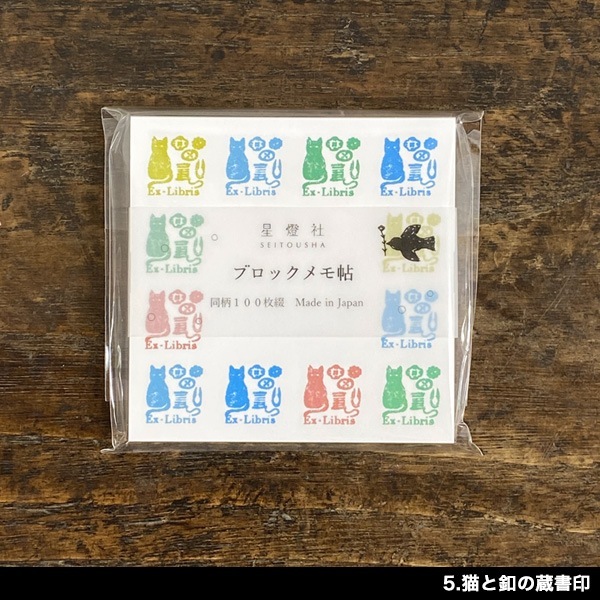 Ex-Libris Ex-Libris Ex-Libris Ex-Libris
星燈社
SEITOUSHA
Ex-Libris Ex-Libris
ブロックメモ帖
同柄100枚綴 Made in Japan
Ex-Libris Ex-Libris
Ex-Libris Ex-Libris Ex-Libris Ex-Libris
5.猫と釦の蔵書印